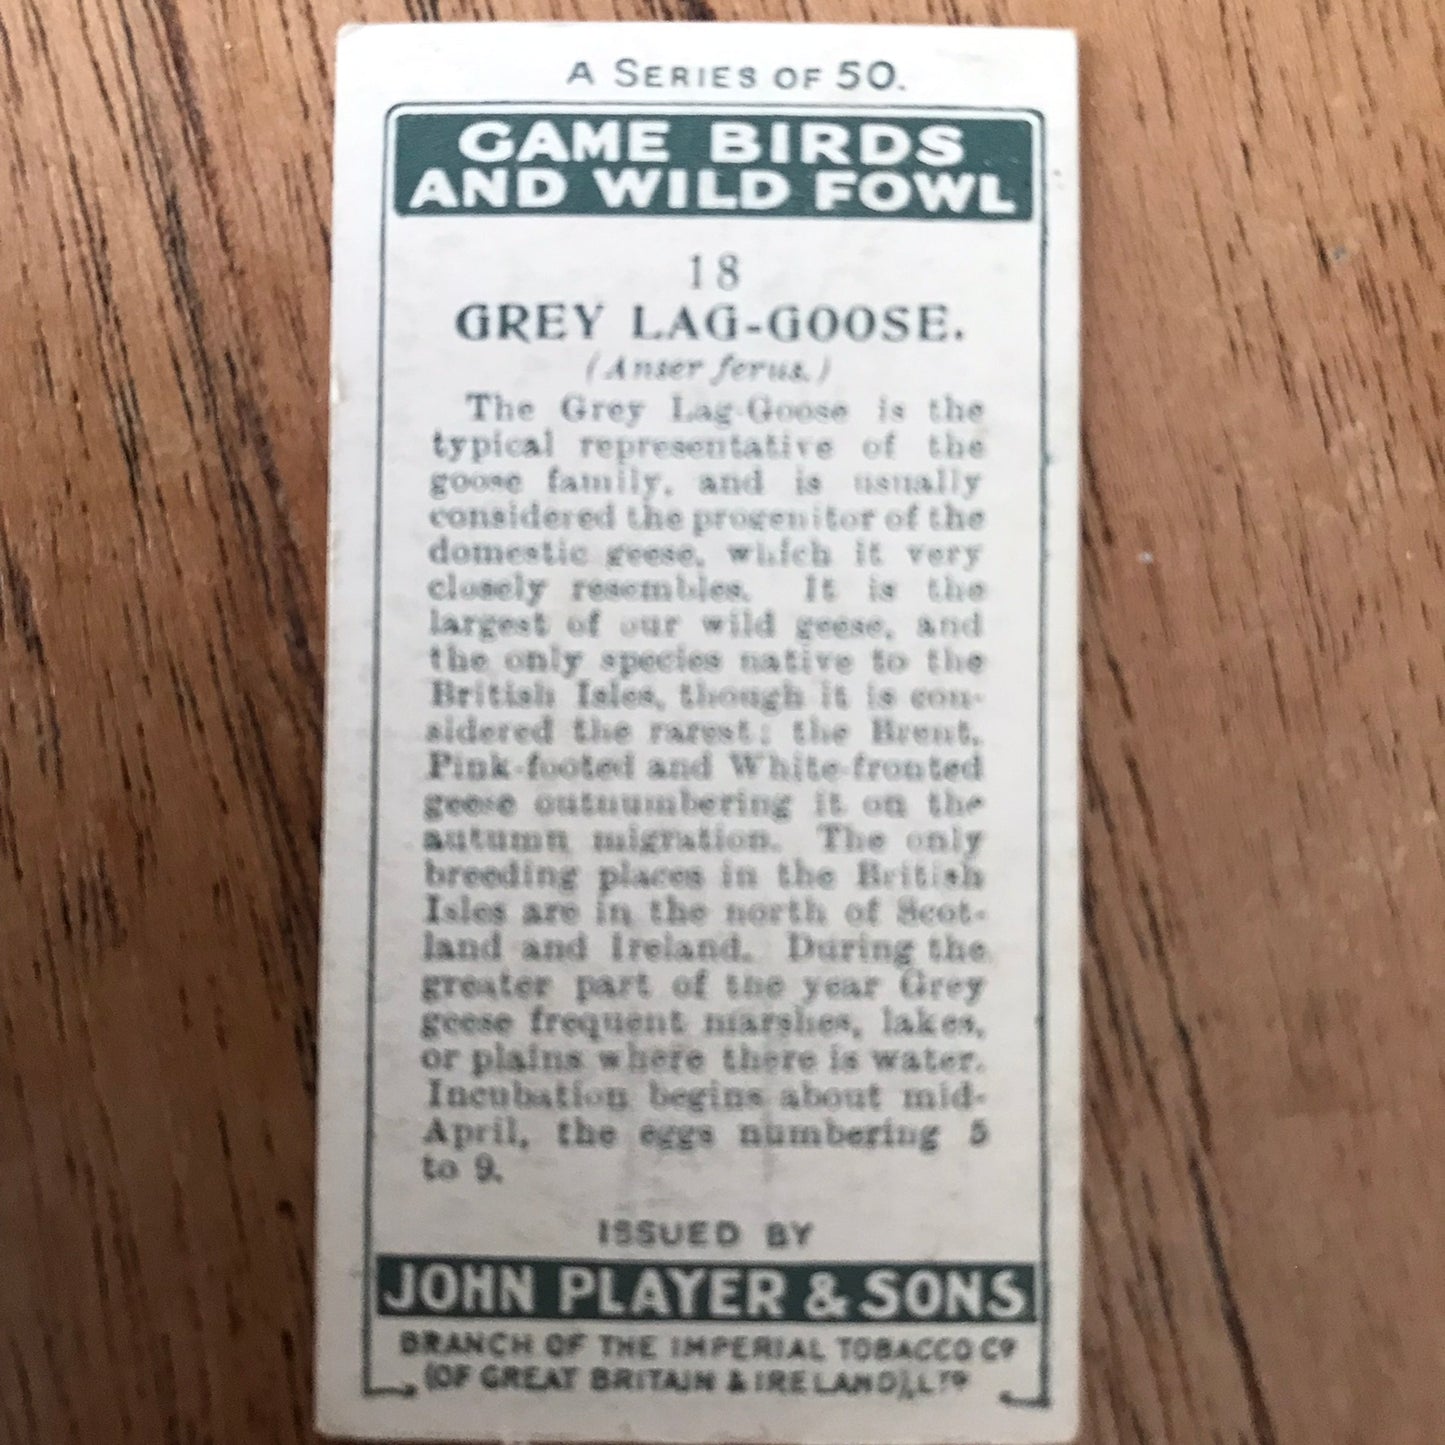 A SERIES OF 50.
GAME BIRDS
AND WILD FOWL
18
GREY LAG-GOOSE.
(Anser ferus.)
The Grey Lag-Goose is the
typical representative of the
goose family, and is usually
considered the progenitor of the
domestic geese, which it very
closely resembles. It is the
largest of our wild geese, and
the only species native to the
British Isles, though it is con-
sidered the rarest; the Brent,
Pink-footed and White-fronted
geese outnumbering it on the
autumn migration. The only
breeding places in the British
Isles are in the north of Scot-
land and Ireland. During the
greater part of the year Grey
geese frequent marshes, lakes,
or plains where there is water.
Incubation begins about mid-
April, the eggs numbering 5
to 9.
ISSUED BY
JOHN PLAYER & SONS
BRANCH OF THE IMPERIAL TOBACCO Co
(OF GREAT BRITAIN & IRELAND), LTD